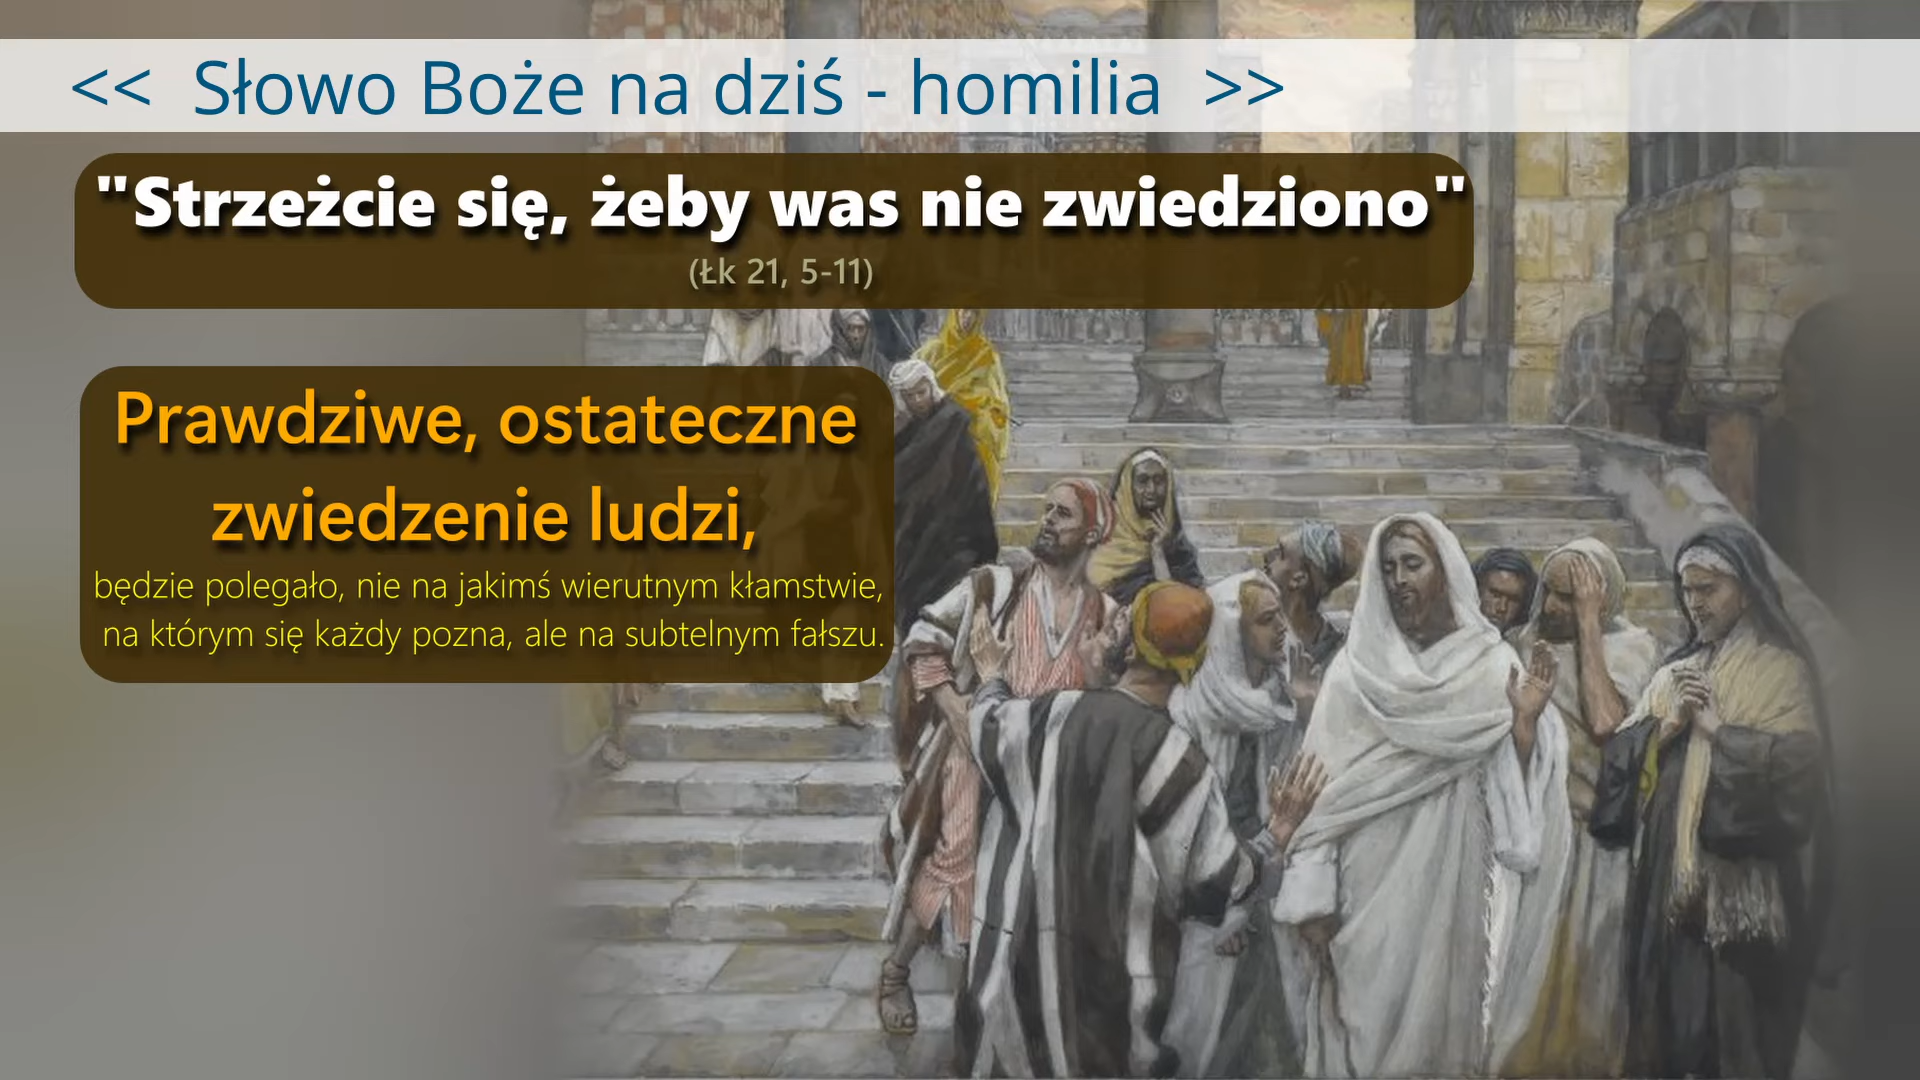 << Słowo Boże na dziś - homilia >>
"Strzeżcie się, żeby was nie zwiedziono"
(Łk 21, 5-11)
Prawdziwe, ostateczne
zwiedzenie ludzi,
będzie polegało, nie na jakimś wierutnym kłamstwie,
na którym się każdy pozna, ale na subtelnym fałszu.